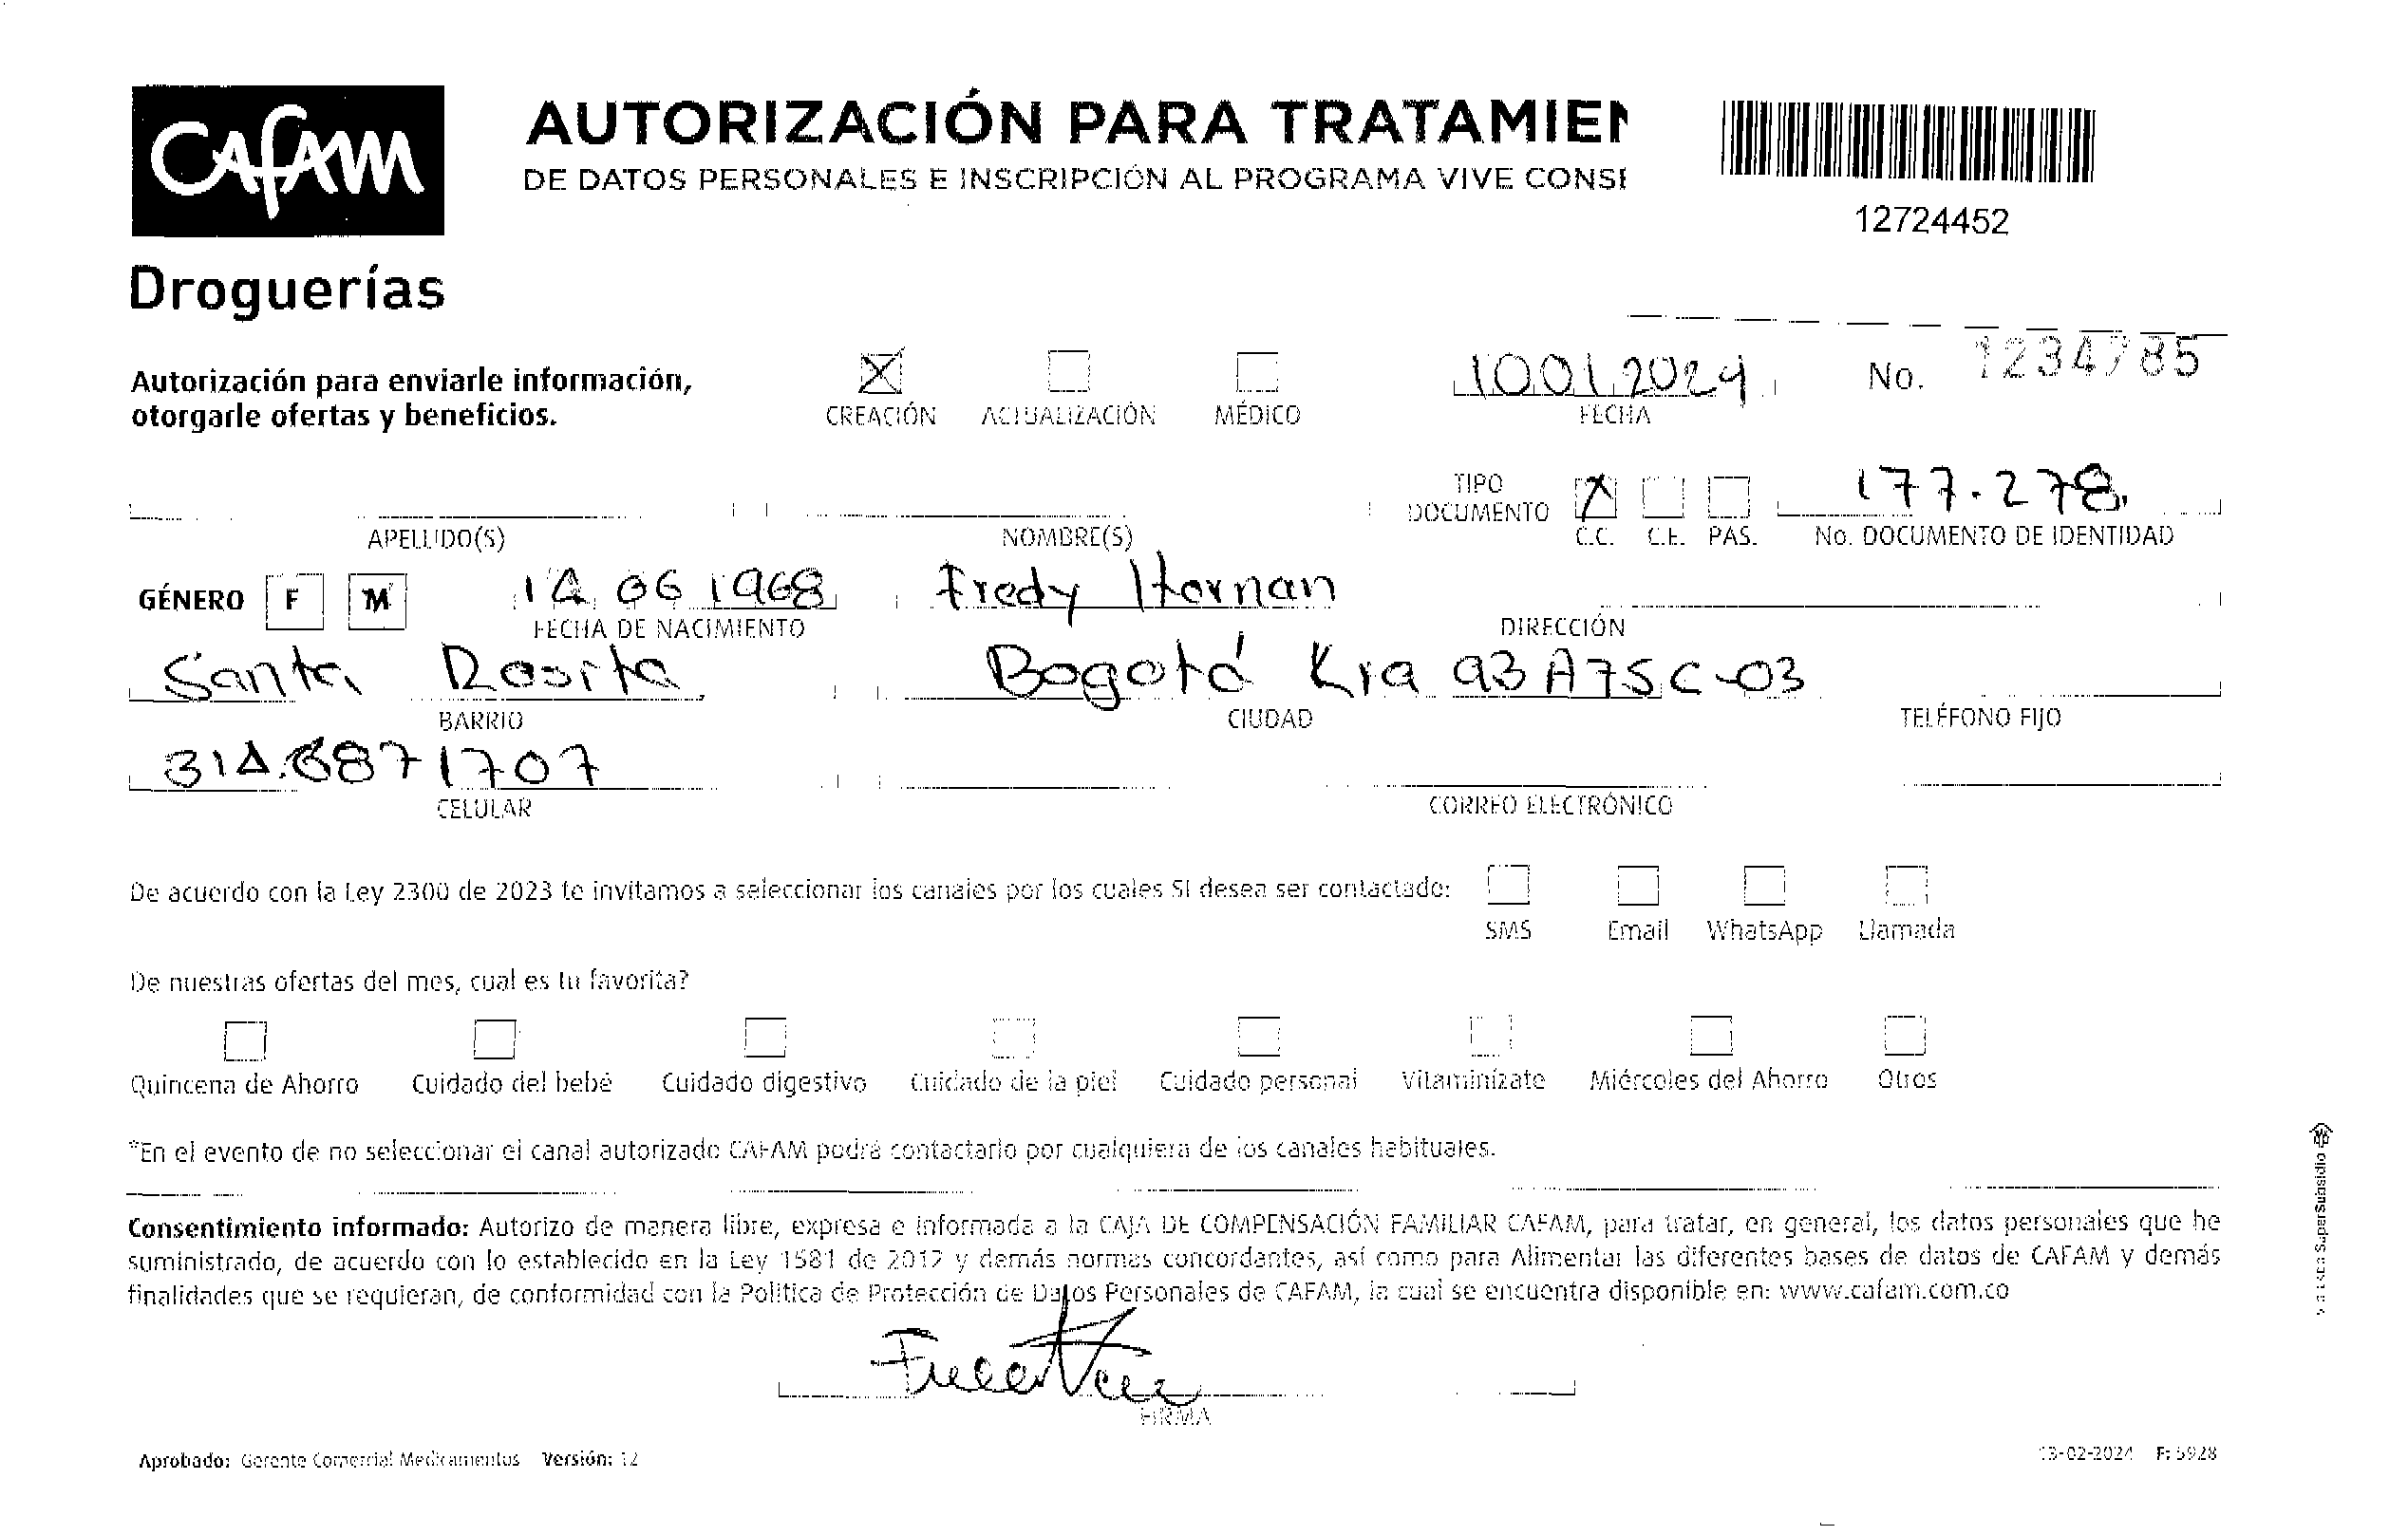 CAFAM
AUTORIZACIÓN PARA TRATAMIEN
DE DATOS PERSONALES E INSCRIPCIÓN AL PROGRAMA VIVE CONSE
12724452
Droguerías
Autorización para enviarle información,
otorgarle ofertas y beneficios.
CREACIÓN ACTUALIZACIÓN MÉDICO
10012024
FECHA
No. 1234785
TIPO
DOCUMENTO
C.C. C.E. PAS.
177.278
No. DOCUMENTO DE IDENTIDAD
APELLIDO(S) NOMBRE(S)
GÉNERO F M
14 06 1968
FECHA DE NACIMIENTO
Fredy Hernan
DIRECCIÓN
Santa Rosita
BARRIO
Bogotá Kra 93 A 75 C-03
CIUDAD
TELÉFONO FIJO
314.6871707
CELULAR
CORREO ELECTRÓNICO
De acuerdo con la Ley 2300 de 2023 te invitamos a seleccionar los canales por los cuales SI desea ser contactado:
SMS Email WhatsApp Llamada
De nuestras ofertas del mes, cual es tu favorita?
Quincena de Ahorro Cuidado del bebé Cuidado digestivo Cuidado de la piel Cuidado personal Vitaminízate Miércoles del Ahorro Otros
*En el evento de no seleccionar el canal autorizado CAFAM podrá contactarlo por cualquiera de los canales habituales.
Consentimiento informado: Autorizo de manera libre, expresa e informada a la CAJA DE COMPENSACIÓN FAMILIAR CAFAM, para tratar, en general, los datos personales que he
suministrado, de acuerdo con lo establecido en la Ley 1581 de 2012 y demás normas concordantes, así como para Alimentar las diferentes bases de datos de CAFAM y demás
finalidades que se requieran, de conformidad con la Política de Protección de Datos Personales de CAFAM, la cual se encuentra disponible en: www.cafam.com.co
FIRMA
Aprobado: Gerente Comercial Medicamentos Versión: 12
13-02-2024 F: 5928
SuperSubsidio